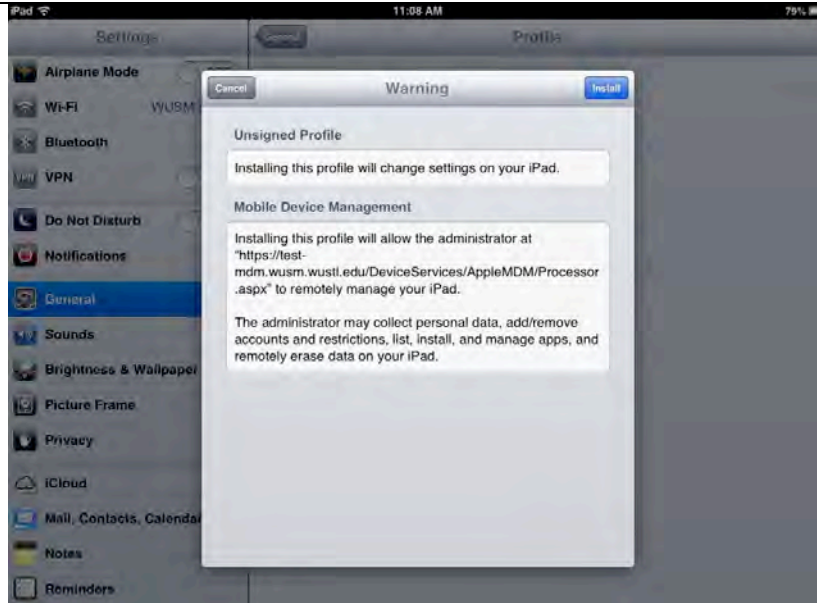 iPad 11:08 AM 79%
Settings General Profile
Airplane Mode
Wi-Fi WUSM
Bluetooth
VPN
Do Not Disturb
Notifications
General
Sounds
Brightness & Wallpaper
Picture Frame
Privacy
iCloud
Mail, Contacts, Calendar
Notes
Reminders
Cancel Warning Install
Unsigned Profile
Installing this profile will change settings on your iPad.
Mobile Device Management
Installing this profile will allow the administrator at
"https://test-
mdm.wusm.wustl.edu/DeviceServices/AppleMDM/Processor
.aspx" to remotely manage your iPad.
The administrator may collect personal data, add/remove
accounts and restrictions, list, install, and manage apps, and
remotely erase data on your iPad.